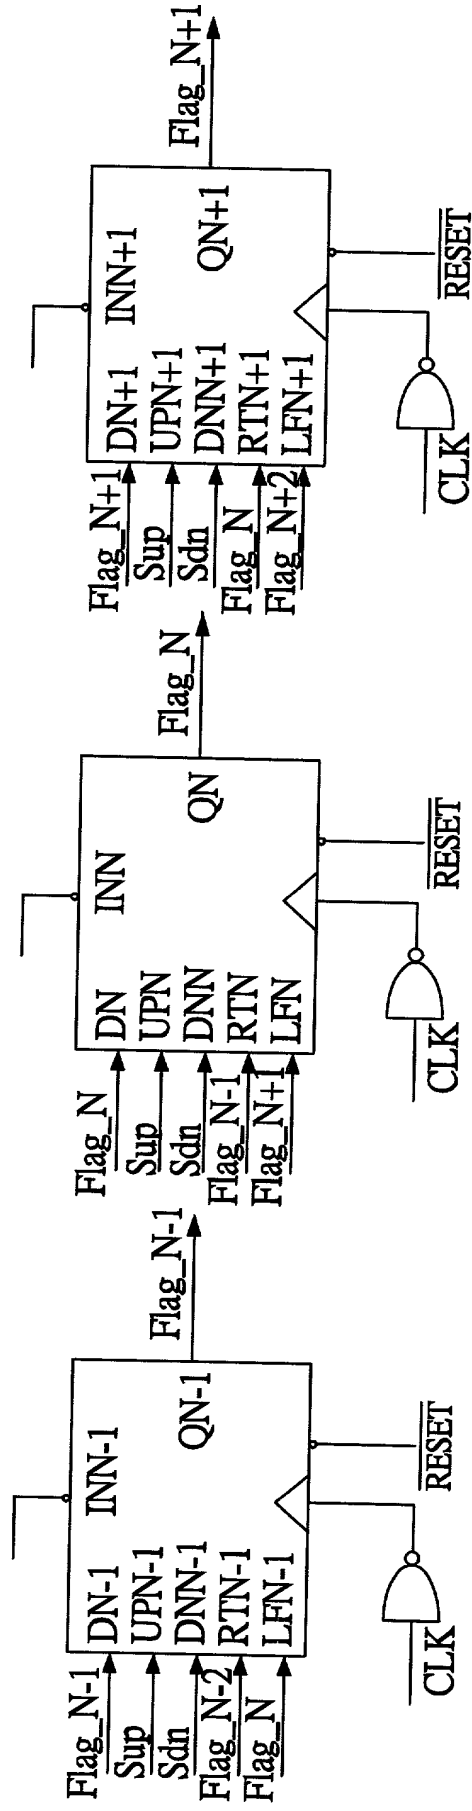 Flag_N-1
Sup
Sdn
Flag_N-2
Flag_N
DN-1
UPN-1
DNN-1
RTN-1
LFN-1
INN-1
QN-1
Flag_N-1
CLK
RESET
Flag_N
Sup
Sdn
Flag_N-1
Flag_N+1
DN
UPN
DNN
RTN
LFN
INN
QN
Flag_N
CLK
RESET
Flag_N+1
Sup
Sdn
Flag_N
Flag_N+2
DN+1
UPN+1
DNN+1
RTN+1
LFN+1
INN+1
QN+1
Flag_N+1
CLK
RESET